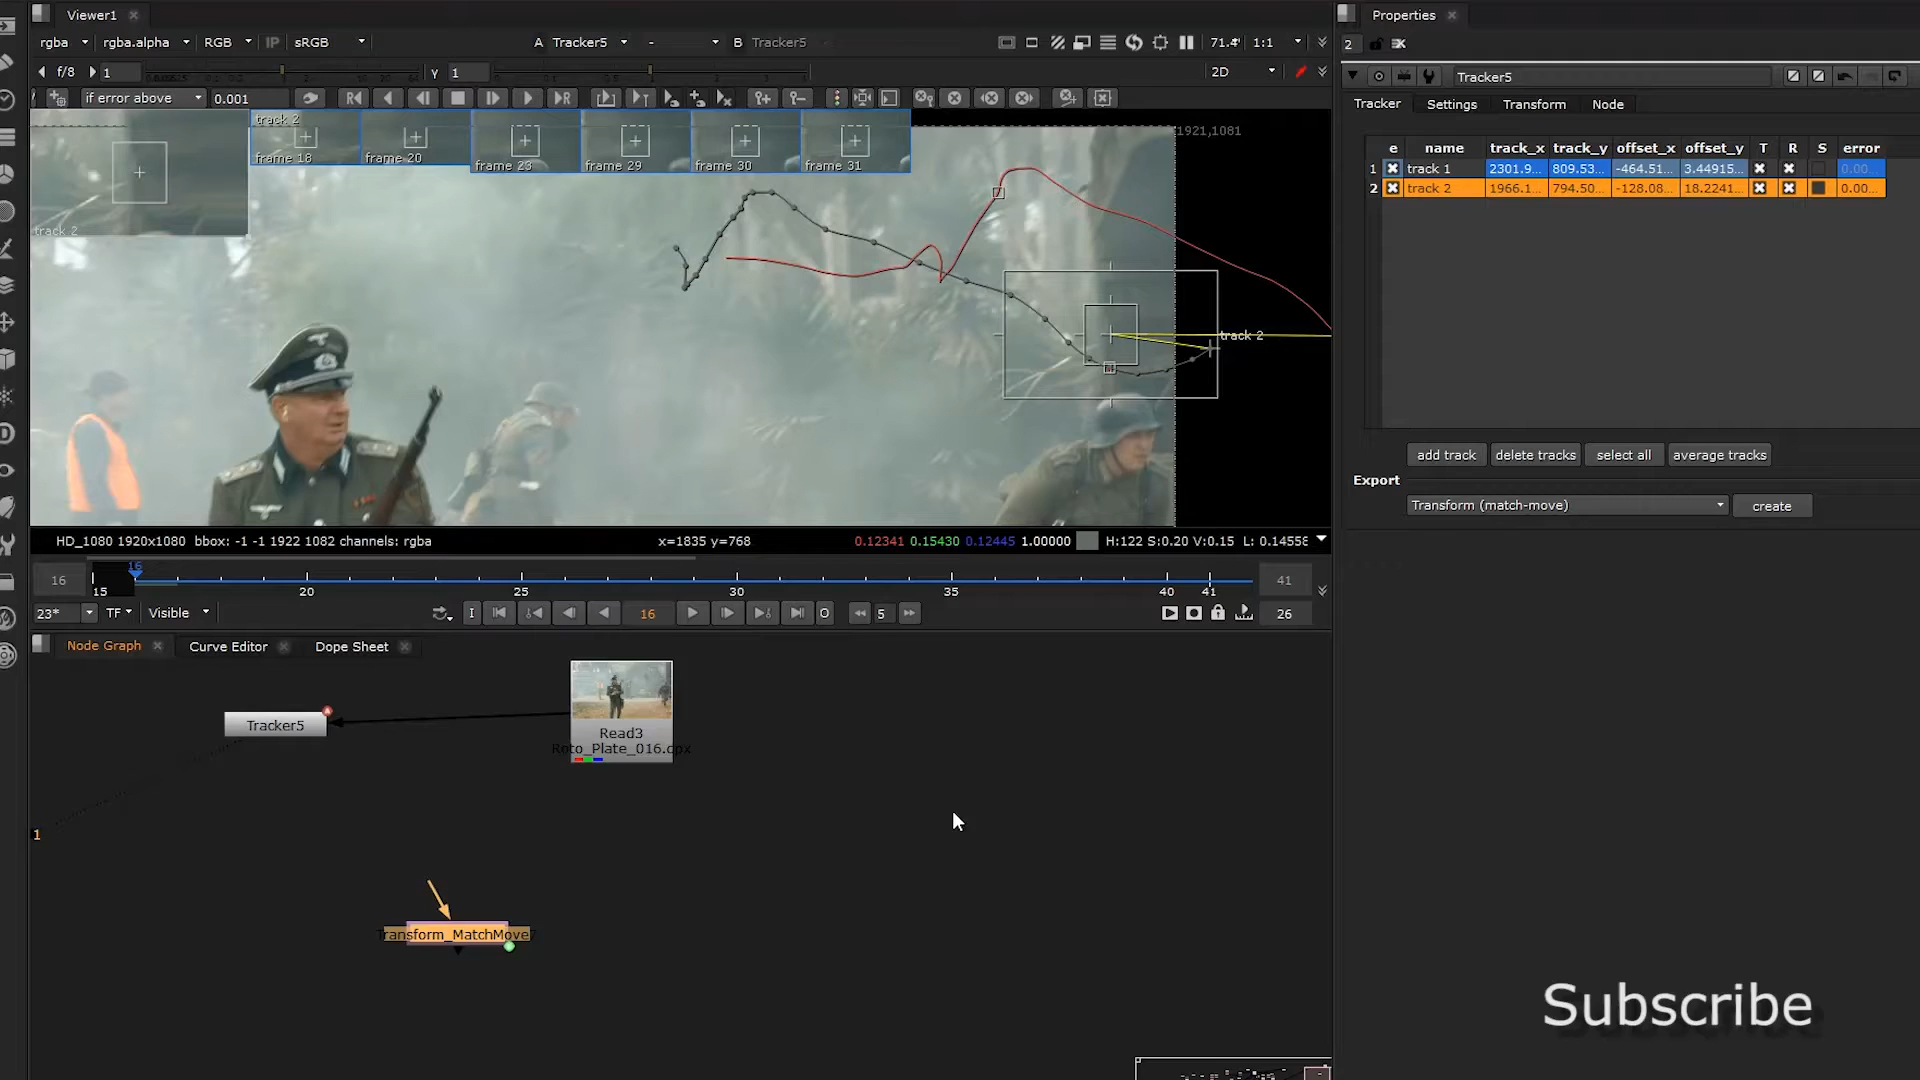 Viewer1
Properties
rgba rgba.alpha RGB IP sRGB A Tracker5 - B Tracker5 71.4 1:1
2
f/8 1 Y 1 2D
Tracker5
if error above 0.001
Tracker Settings Transform Node
track 2
frame 18 frame 20 frame 23 frame 29 frame 30 frame 31
track 2
1921,1081
track 2
e name track_x track_y offset_x offset_y T R S error
1 track 1 2301.9... 809.53... -464.51... 3.44915... 0.00...
2 track 2 1966.1... 794.50... -128.08... 18.2241... 0.00...
add track delete tracks select all average tracks
Export
Transform (match-move) create
HD_1080 1920x1080 bbox: -1 -1 1922 1082 channels: rgba x=1835 y=768 0.12341 0.15430 0.12445 1.00000 H:122 S:0.20 V:0.15 L: 0.14558
16
16 41
15 20 25 30 35 40 41
23* TF Visible I 16 O 5 26
Node Graph Curve Editor Dope Sheet
Tracker5
Read3
Roto_Plate_016.dpx
1
Transform_MatchMove
Subscribe